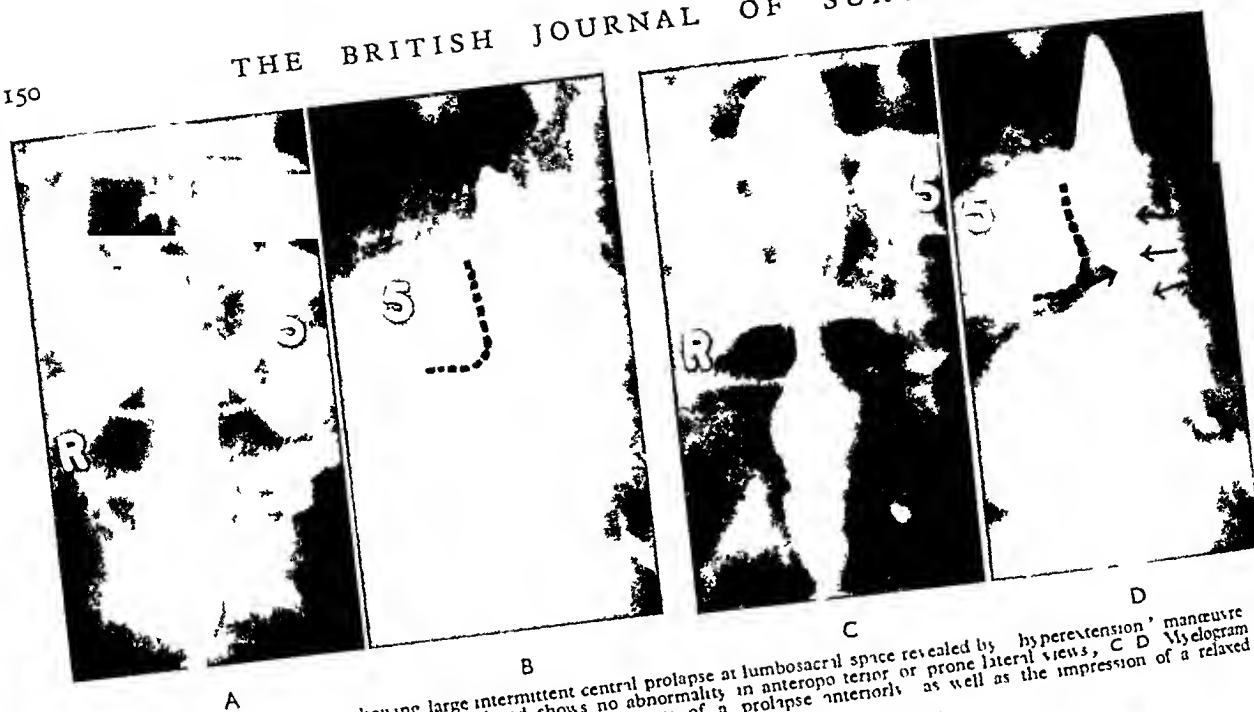 150
THE BRITISH JOURNAL OF
5
R
5
5
5
R
A
B
C
D
large intermittent central prolapse at lumbosacral space revealed by hyperextension' manœuvre
shows no abnormality in anteropo terior or prone lateral views, C D Myelogram
of a prolapse anteriorly as well as the impression of a relaxed